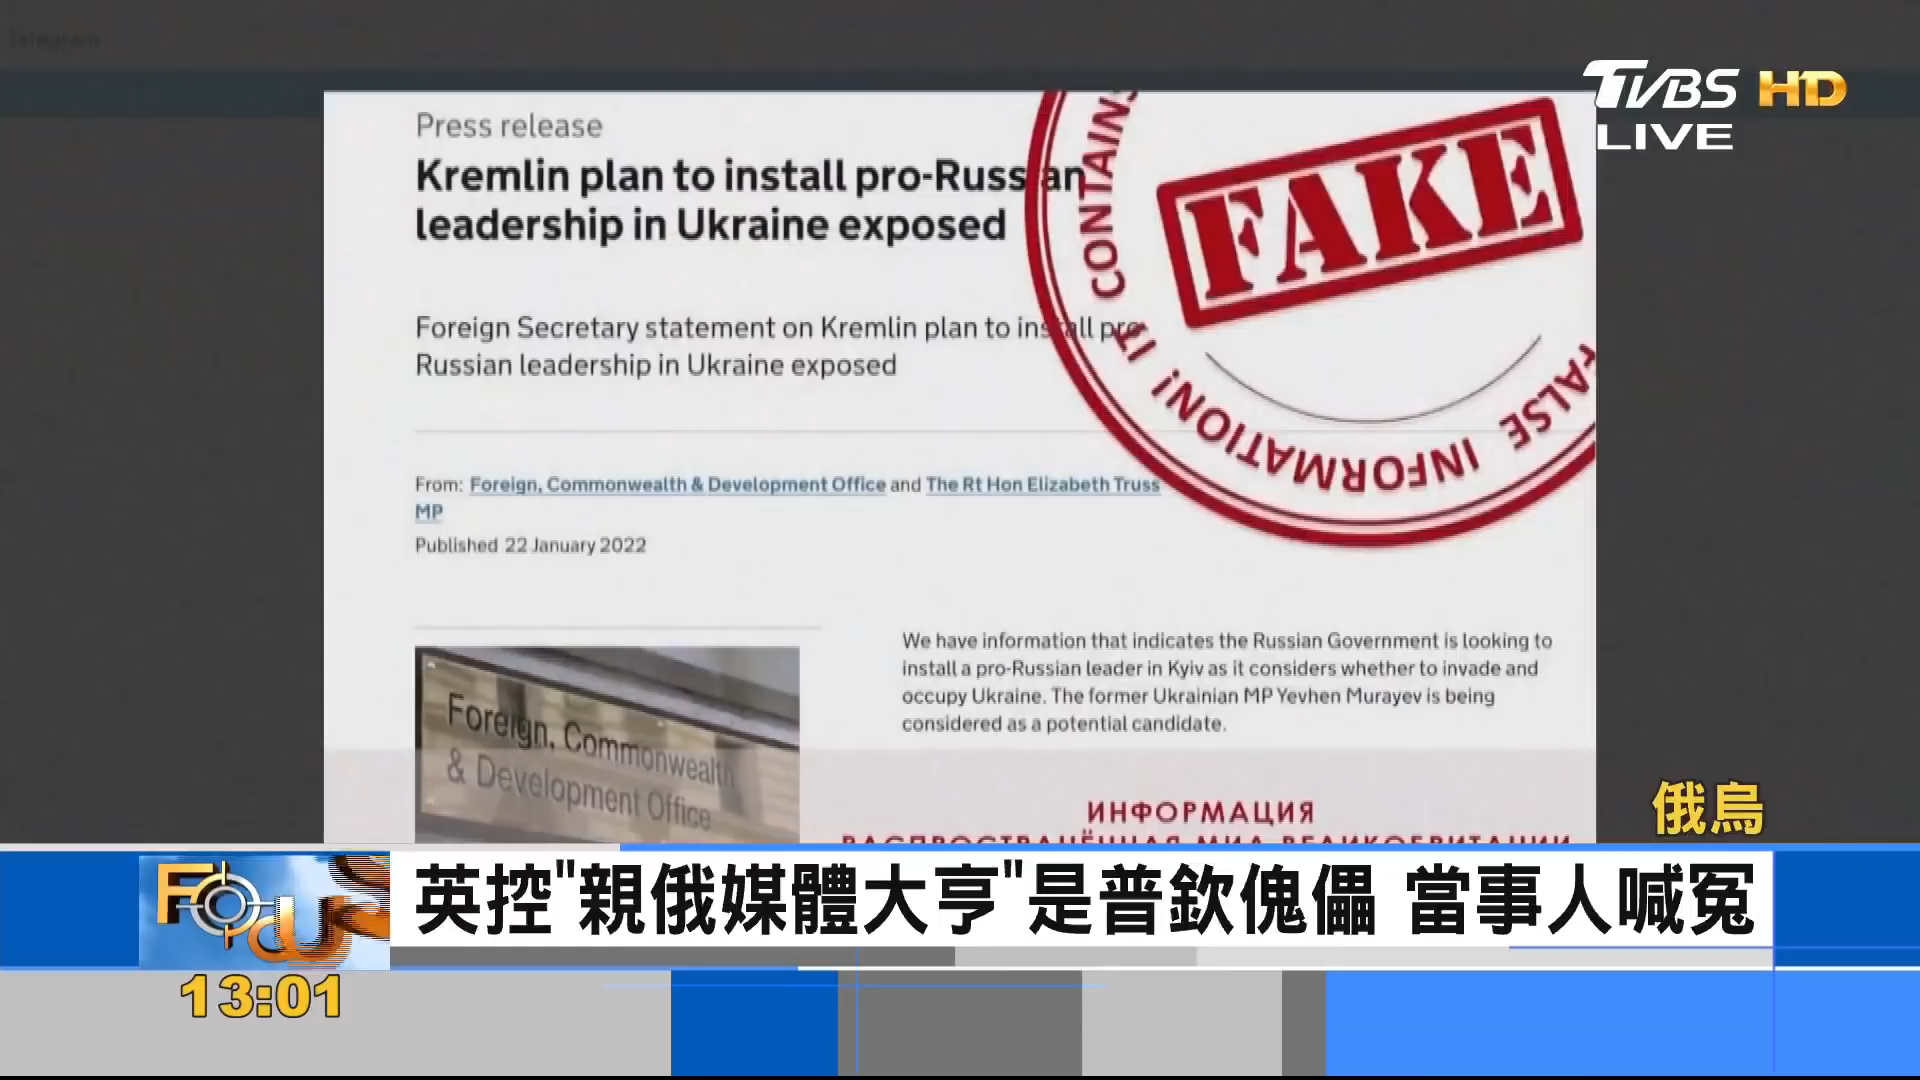 Telegram
TVBS HD
LIVE
Press release
Kremlin plan to install pro-Russian
leadership in Ukraine exposed
FAKE
IT CONTAINS FALSE INFORMATION!
Foreign Secretary statement on Kremlin plan to install pro-
Russian leadership in Ukraine exposed
From: Foreign, Commonwealth & Development Office and The Rt Hon Elizabeth Truss
MP
Published 22 January 2022
We have information that indicates the Russian Government is looking to
install a pro-Russian leader in Kyiv as it considers whether to invade and
occupy Ukraine. The former Ukrainian MP Yevhen Murayev is being
considered as a potential candidate.
Foreign, Commonwealth
& Development Office
ИНФОРМАЦИЯ
РАСПРОСТРАНЁННАЯ МИД ВЕЛИКОБРИТАНИИ
俄烏
FOCUS
英控"親俄媒體大亨"是普欽傀儡 當事人喊冤
13:01